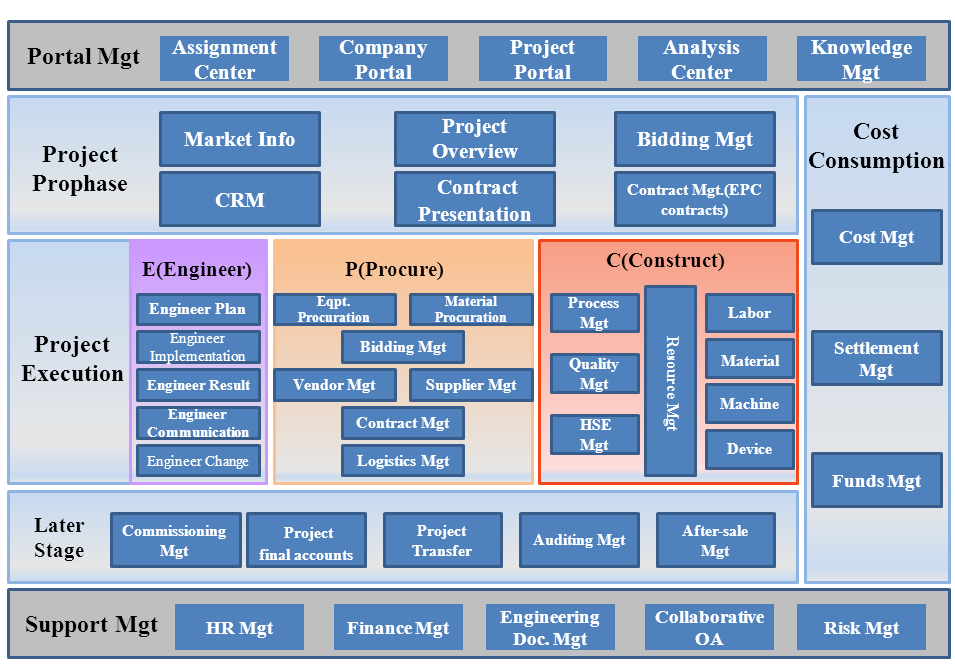 Portal Mgt
Assignment
Center
Company
Portal
Project
Portal
Analysis
Center
Knowledge
Mgt
Project
Prophase
Market Info
Project
Overview
Bidding Mgt
CRM
Contract
Presentation
Contract Mgt.(EPC
contracts)
Cost
Consumption
Cost Mgt
Settlement
Mgt
Funds Mgt
Project
Execution
E(Engineer)
Engineer Plan
Engineer
Implementation
Engineer Result
Engineer
Communication
Engineer Change
P(Procure)
Eqpt.
Procuration
Material
Procuration
Bidding Mgt
Vendor Mgt
Supplier Mgt
Contract Mgt
Logistics Mgt
C(Construct)
Process
Mgt
Quality
Mgt
HSE
Mgt
Resource Mgt
Labor
Material
Machine
Device
Later
Stage
Commissioning
Mgt
Project
final accounts
Project
Transfer
Auditing Mgt
After-sale
Mgt
Support Mgt
HR Mgt
Finance Mgt
Engineering
Doc. Mgt
Collaborative
OA
Risk Mgt